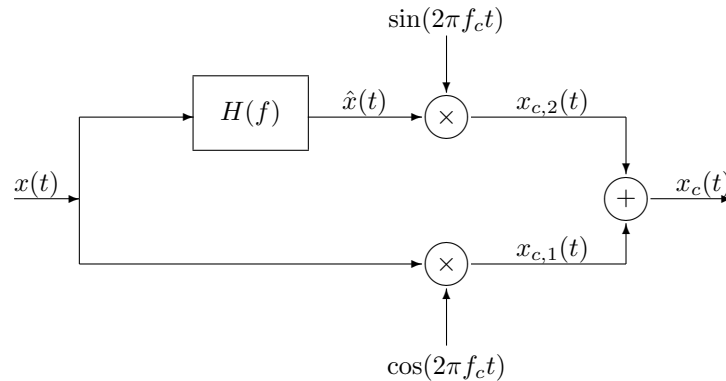 sin(2πf_ct)
H(f)
x̂(t)
×
x_{c,2}(t)
x(t)
+
x_c(t)
×
x_{c,1}(t)
cos(2πf_ct)